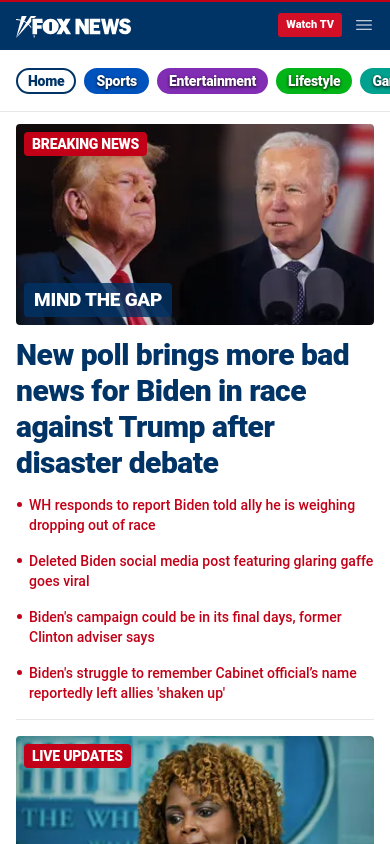 FOX NEWS
Watch TV
Home
Sports
Entertainment
Lifestyle
Ga
BREAKING NEWS
MIND THE GAP
New poll brings more bad
news for Biden in race
against Trump after
disaster debate
• WH responds to report Biden told ally he is weighing
dropping out of race
• Deleted Biden social media post featuring glaring gaffe
goes viral
• Biden's campaign could be in its final days, former
Clinton adviser says
• Biden's struggle to remember Cabinet official's name
reportedly left allies 'shaken up'
LIVE UPDATES
THE WH